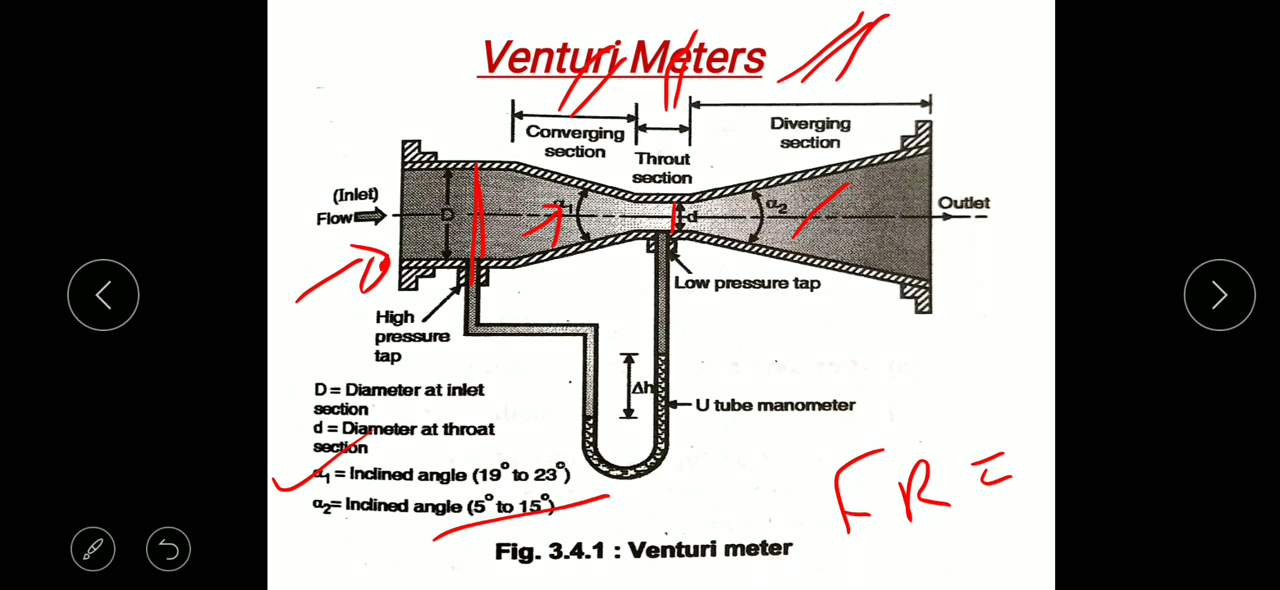 Venturi Meters
Converging
section
Throut
section
Diverging
section
(Inlet)
Flow
D
α1
d
α2
Outlet
Low pressure tap
High
pressure
tap
Δh
U tube manometer
D = Diameter at inlet
section
d = Diameter at throat
section
α1 = Inclined angle (19° to 23°)
α2= Inclined angle (5° to 15°)
FR=
Fig. 3.4.1 : Venturi meter